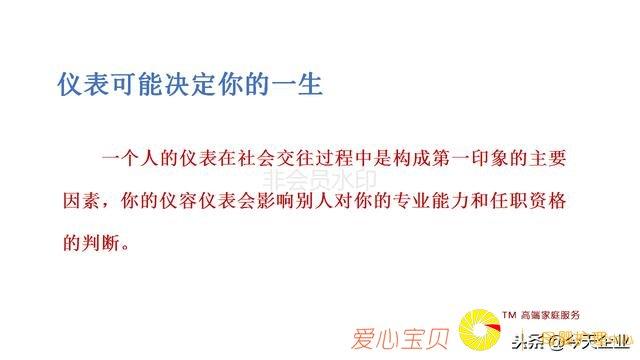 仪表可能决定你的一生
一个人的仪表在社会交往过程中是构成第一印象的主要
非会员水印
因素，你的仪容仪表会影响别人对你的专业能力和任职资格
的判断。
TM 高端家庭服务
爱心宝贝
头条 @今天企业